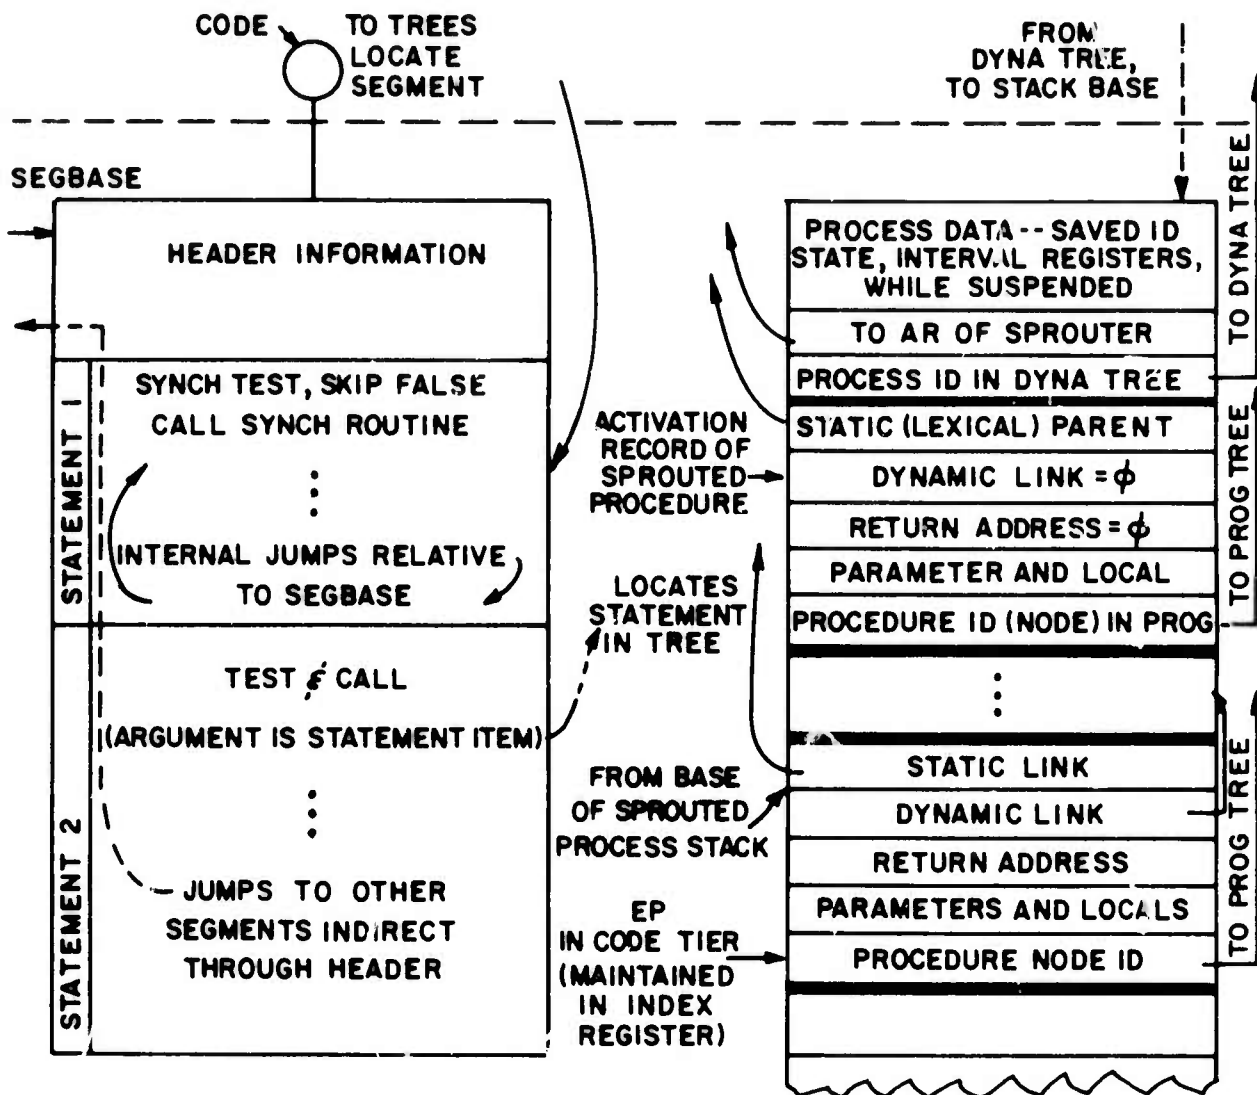 CODE
TO TREES
LOCATE
SEGMENT
SEGBASE
HEADER INFORMATION
STATEMENT 1
SYNCH TEST, SKIP FALSE
CALL SYNCH ROUTINE
INTERNAL JUMPS RELATIVE
TO SEGBASE
STATEMENT 2
TEST & CALL
(ARGUMENT IS STATEMENT ITEM)
JUMPS TO OTHER
SEGMENTS INDIRECT
THROUGH HEADER
LOCATES
STATEMENT
IN TREE
FROM
DYNA TREE,
TO STACK BASE
PROCESS DATA -- SAVED ID
STATE, INTERVAL REGISTERS,
WHILE SUSPENDED
TO AR OF SPROUTER
PROCESS ID IN DYNA TREE
TO DYNA TREE
ACTIVATION
RECORD OF
SPROUTED
PROCEDURE
STATIC (LEXICAL) PARENT
DYNAMIC LINK = ϕ
RETURN ADDRESS = ϕ
PARAMETER AND LOCAL
PROCEDURE ID (NODE) IN PROG
TO PROG TREE
FROM BASE
OF SPROUTED
PROCESS STACK
STATIC LINK
DYNAMIC LINK
RETURN ADDRESS
PARAMETERS AND LOCALS
PROCEDURE NODE ID
TO PROG TREE
EP
IN CODE TIER
(MAINTAINED
IN INDEX
REGISTER)